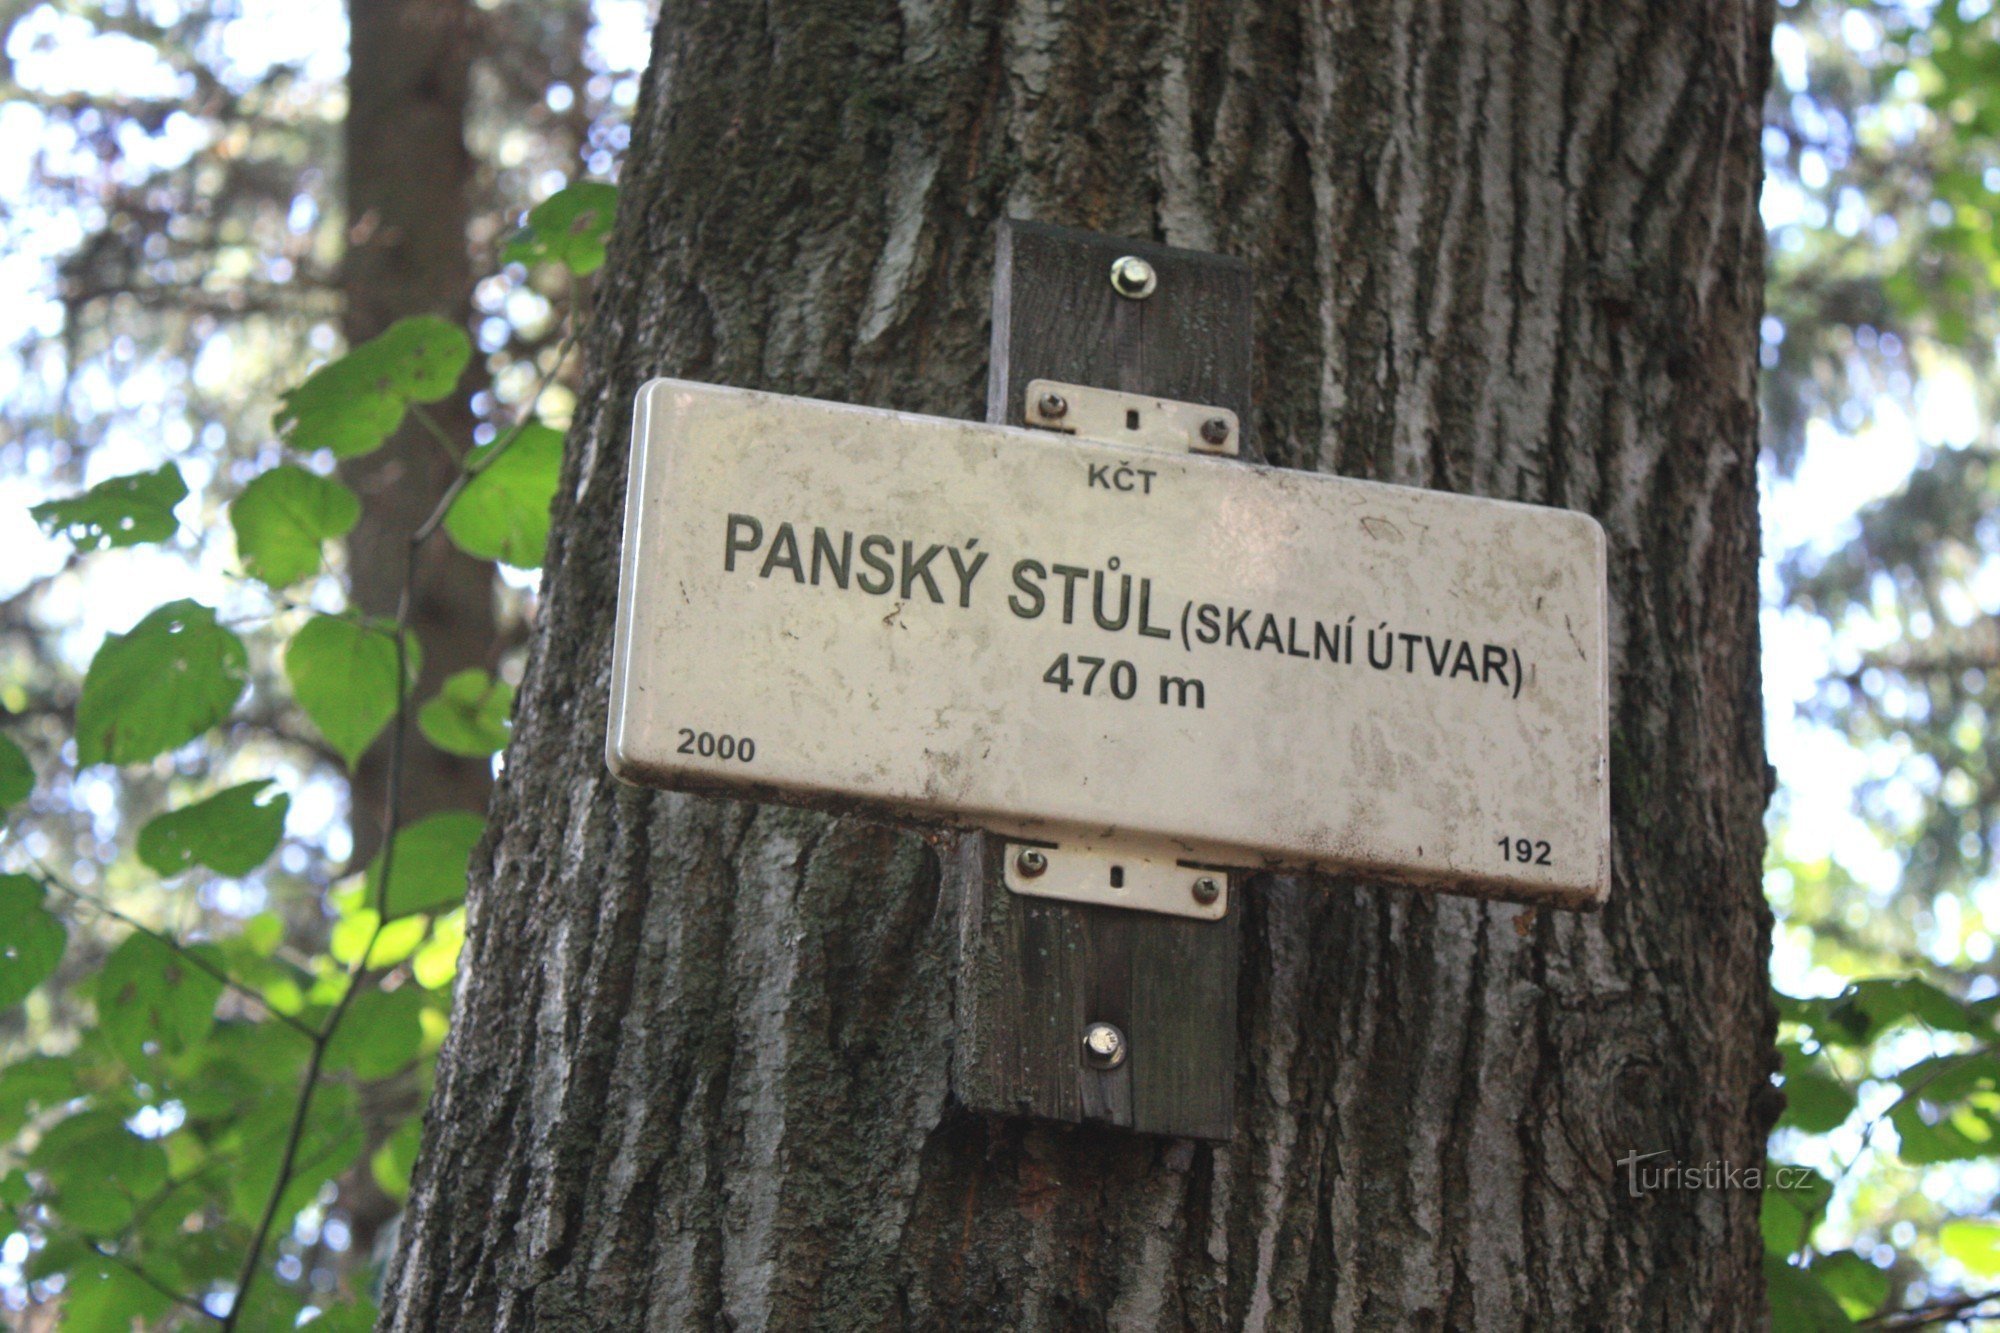 KČT
PANSKÝ STŮL (SKALNÍ ÚTVAR)
470 m
2000
192
Turistika.cz